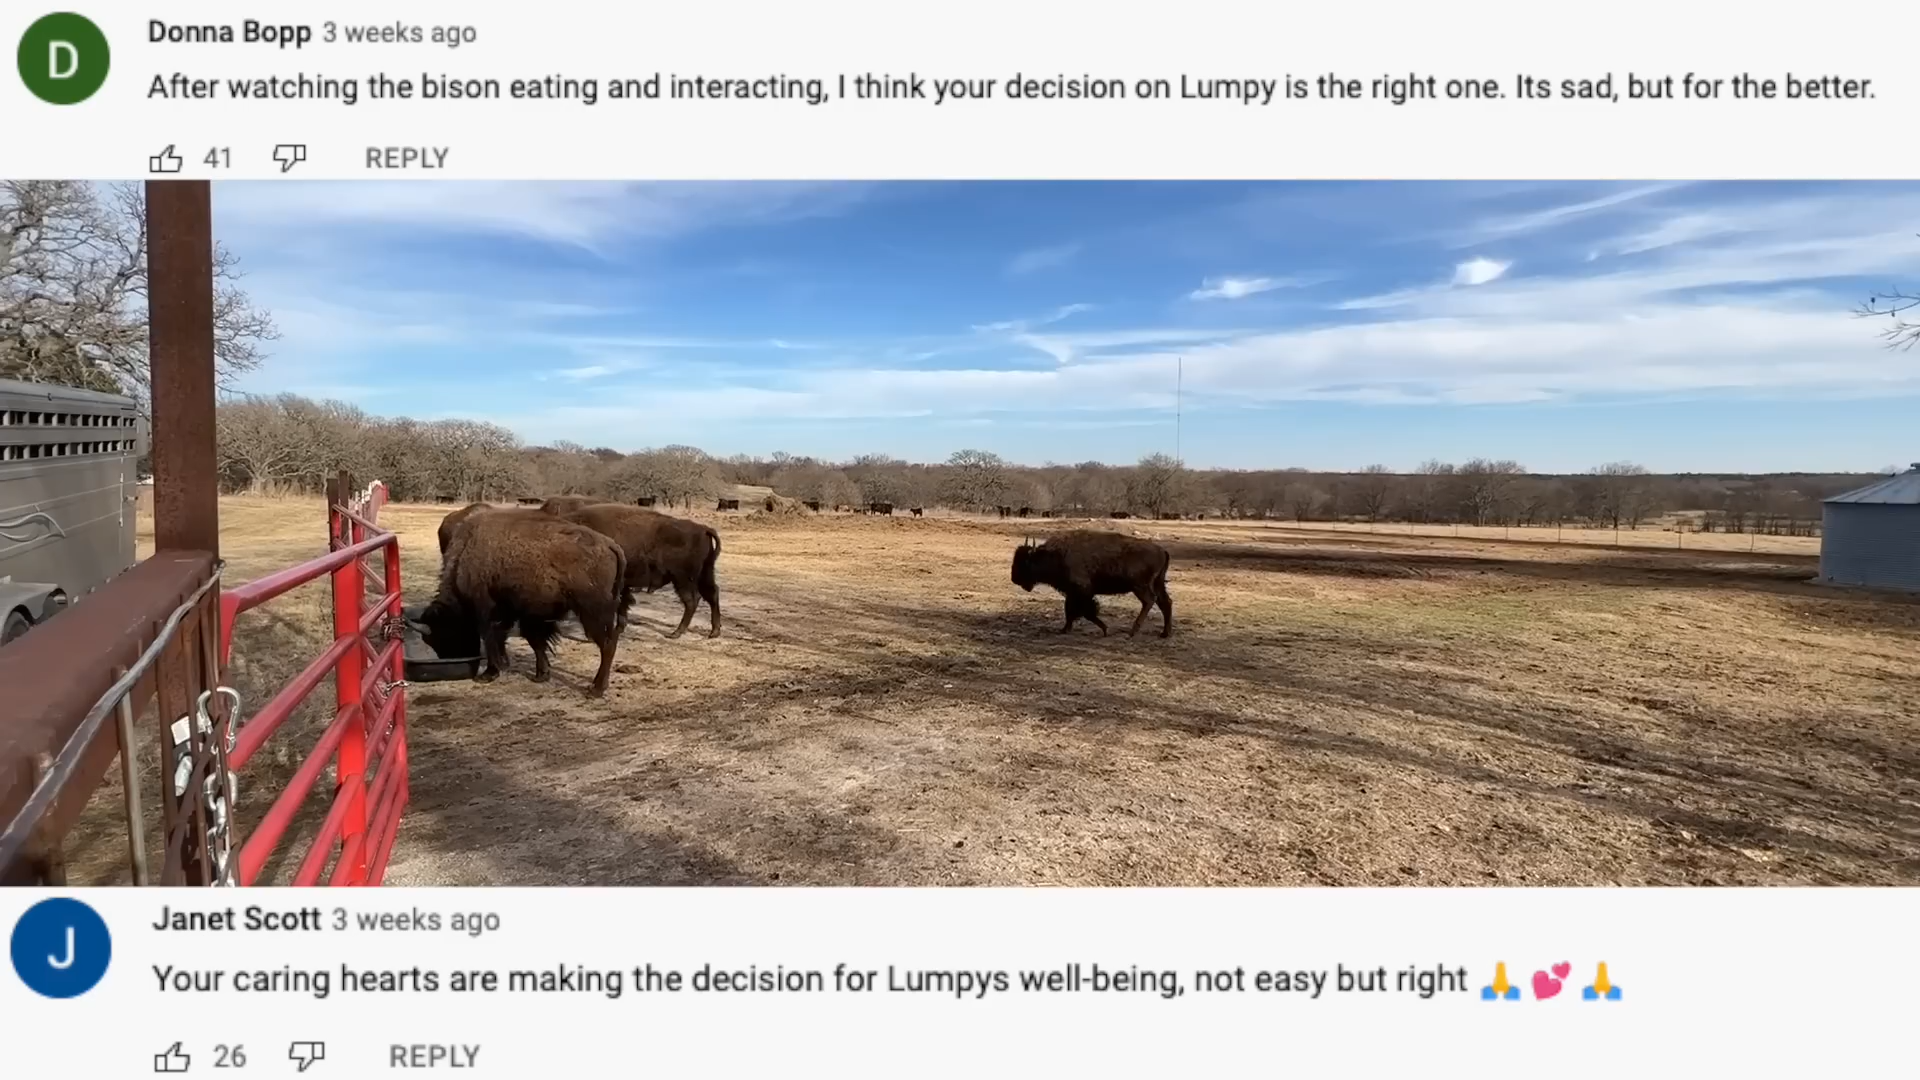 D
Donna Bopp 3 weeks ago
After watching the bison eating and interacting, I think your decision on Lumpy is the right one. Its sad, but for the better.
41 REPLY
J
Janet Scott 3 weeks ago
Your caring hearts are making the decision for Lumpys well-being, not easy but right 🙏 💕 🙏
26 REPLY